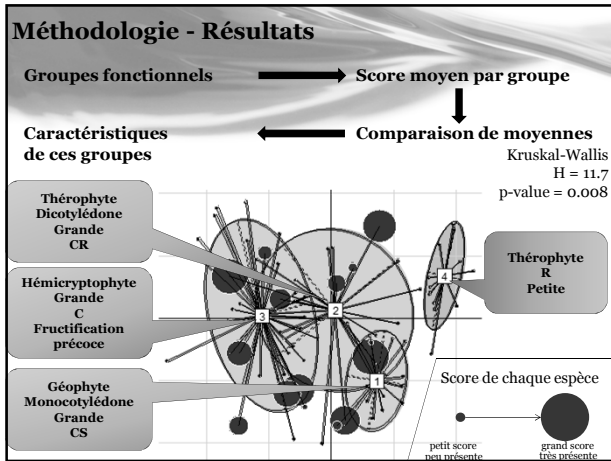 Méthodologie - Résultats
Groupes fonctionnels
Score moyen par groupe
Caractéristiques
de ces groupes
Comparaison de moyennes
Kruskal-Wallis
H = 11.7
p-value = 0.008
Thérophyte
Dicotylédone
Grande
CR
Hémicryptophyte
Grande
C
Fructification
précoce
Géophyte
Monocotylédone
Grande
CS
3
2
1
4
Thérophyte
R
Petite
Score de chaque espèce
petit score
peu présente
grand score
très présente